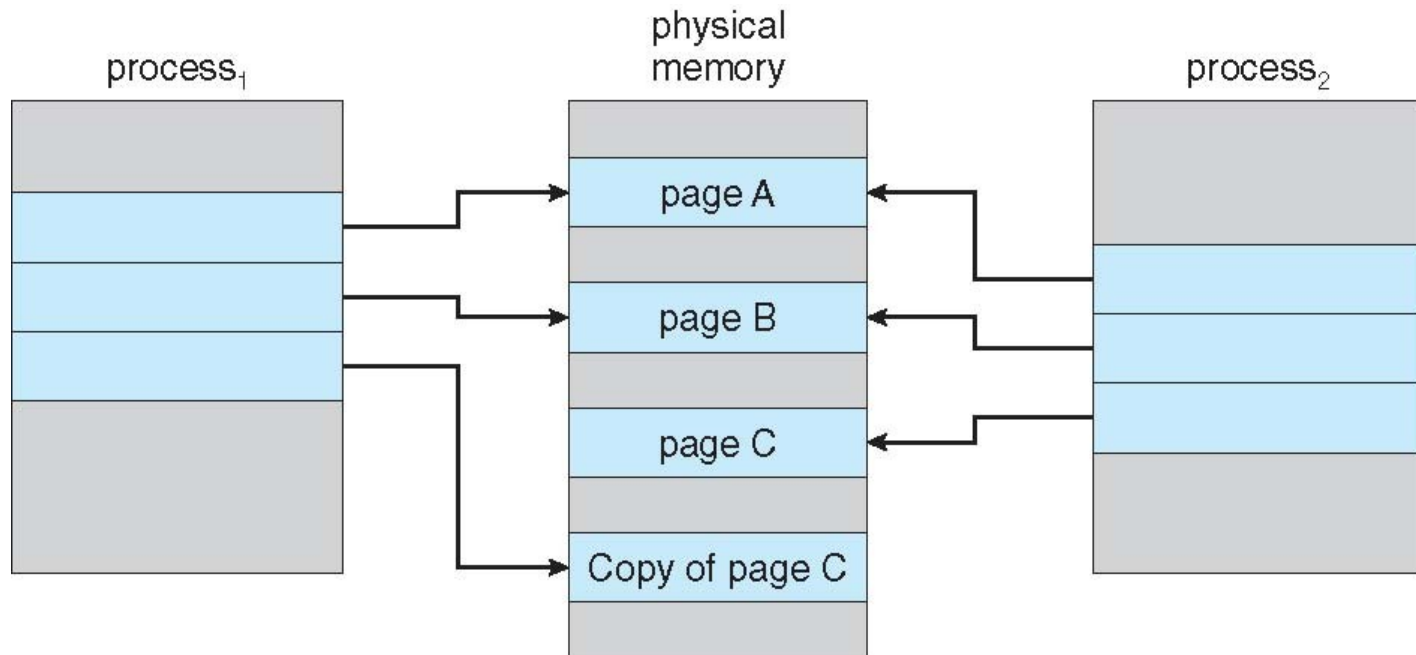 process₁
physical
memory
process₂
page A
page B
page C
Copy of page C